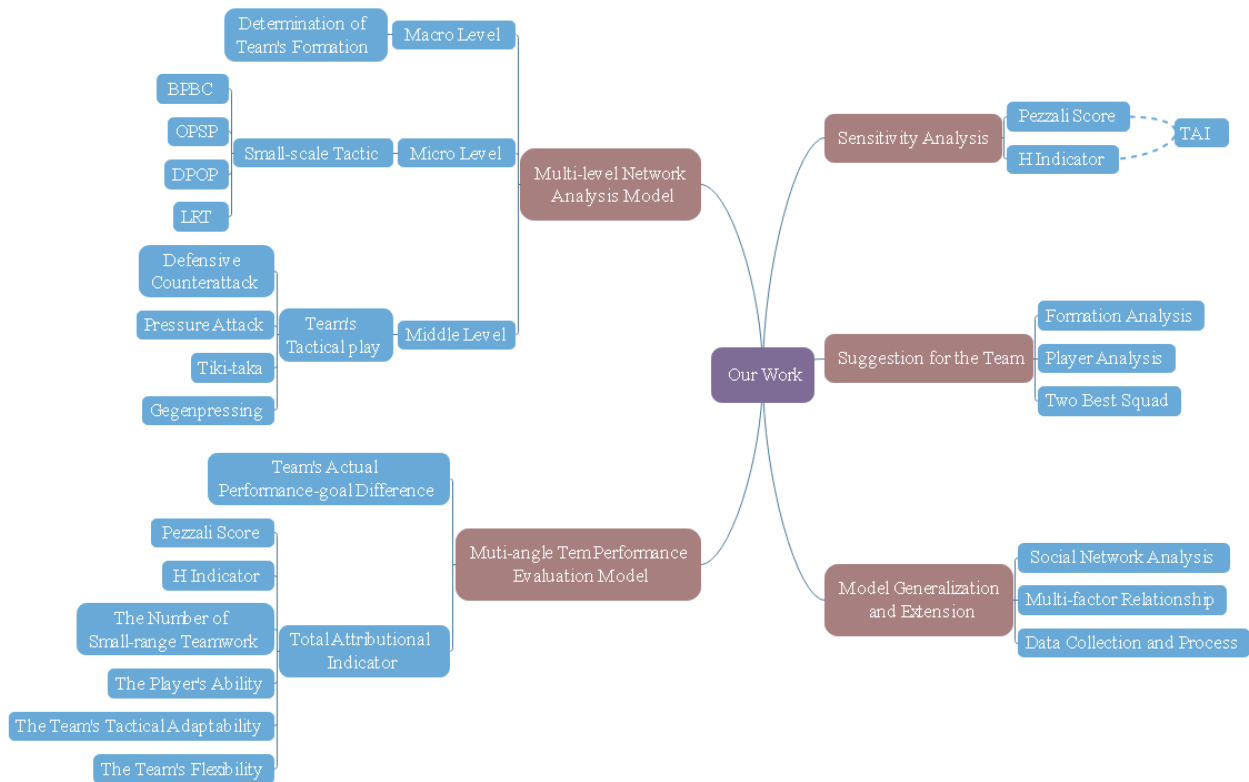 Determination of
Team's Formation
Macro Level
BPBC
OPSP
DPOP
LRT
Small-scale Tactic
Micro Level
Defensive
Counterattack
Pressure Attack
Tiki-taka
Gegenpressing
Team's
Tactical play
Middle Level
Multi-level Network
Analysis Model
Team's Actual
Performance-goal Difference
Pezzali Score
H Indicator
The Number of
Small-range Teamwork
The Player's Ability
The Team's Tactical Adaptability
The Team's Flexibility
Total Attributional
Indicator
Muti-angle Tem Performance
Evaluation Model
Our Work
Sensitivity Analysis
Pezzali Score
H Indicator
TAI
Suggestion for the Team
Formation Analysis
Player Analysis
Two Best Squad
Model Generalization
and Extension
Social Network Analysis
Multi-factor Relationship
Data Collection and Process